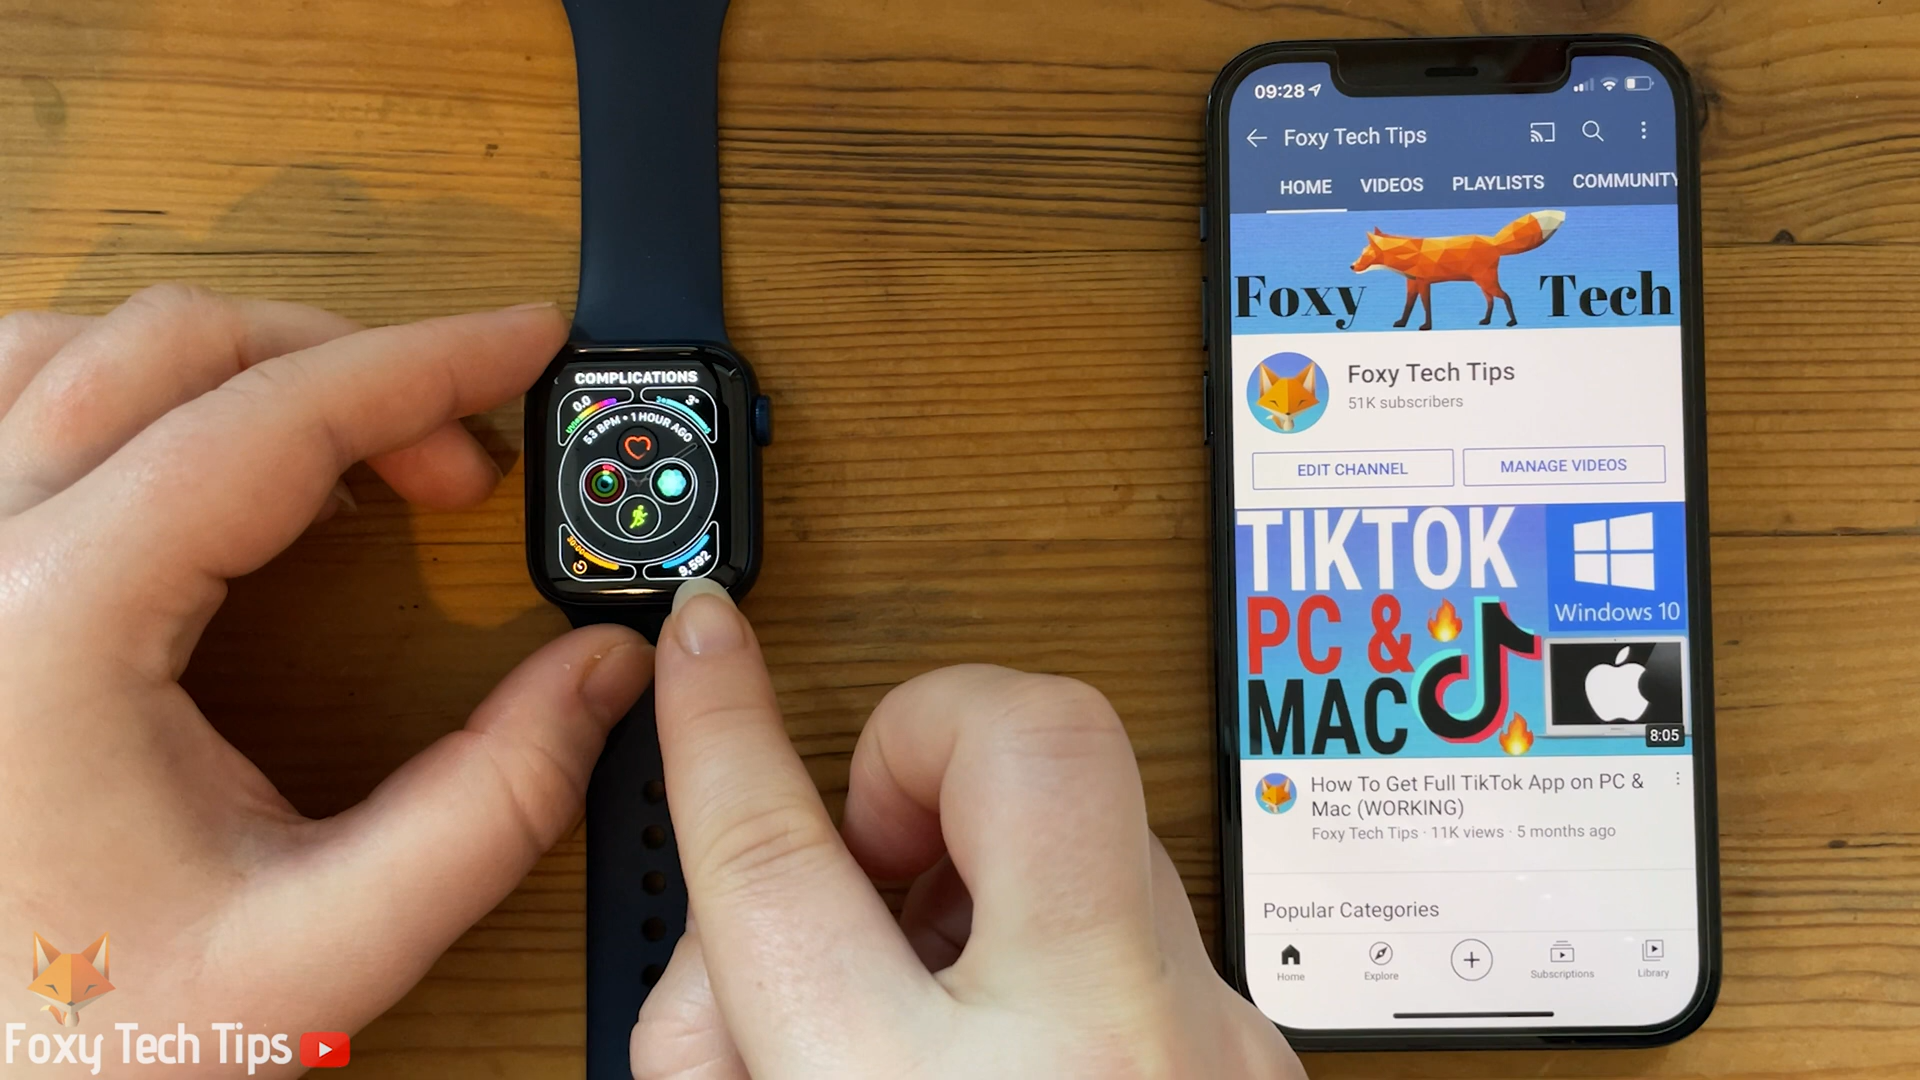 COMPLICATIONS
0.0
3°
53 BPM • 1 HOUR AGO
30:00
9,592
09:28
Foxy Tech Tips
HOME VIDEOS PLAYLISTS COMMUNITY
Foxy Tech
Foxy Tech Tips
51K subscribers
EDIT CHANNEL MANAGE VIDEOS
TIKTOK
PC &
MAC
Windows 10
8:05
How To Get Full TikTok App on PC &
Mac (WORKING)
Foxy Tech Tips · 11K views · 5 months ago
Popular Categories
Home Explore Subscriptions Library
Foxy Tech Tips